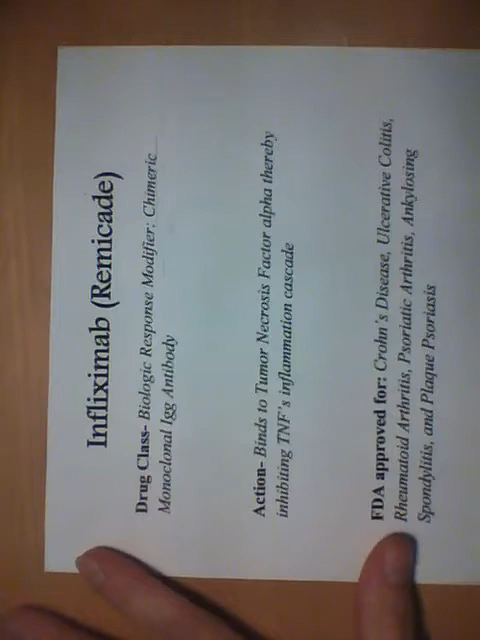 Infliximab (Remicade)
Drug Class- Biologic Response Modifier; Chimeric
Monoclonal Igg Antibody
Action- Binds to Tumor Necrosis Factor alpha thereby
inhibiting TNF's inflammation cascade
FDA approved for: Crohn's Disease, Ulcerative Colitis,
Rheumatoid Arthritis, Psoriatic Arthritis, Ankylosing
Spondylitis, and Plaque Psoriasis